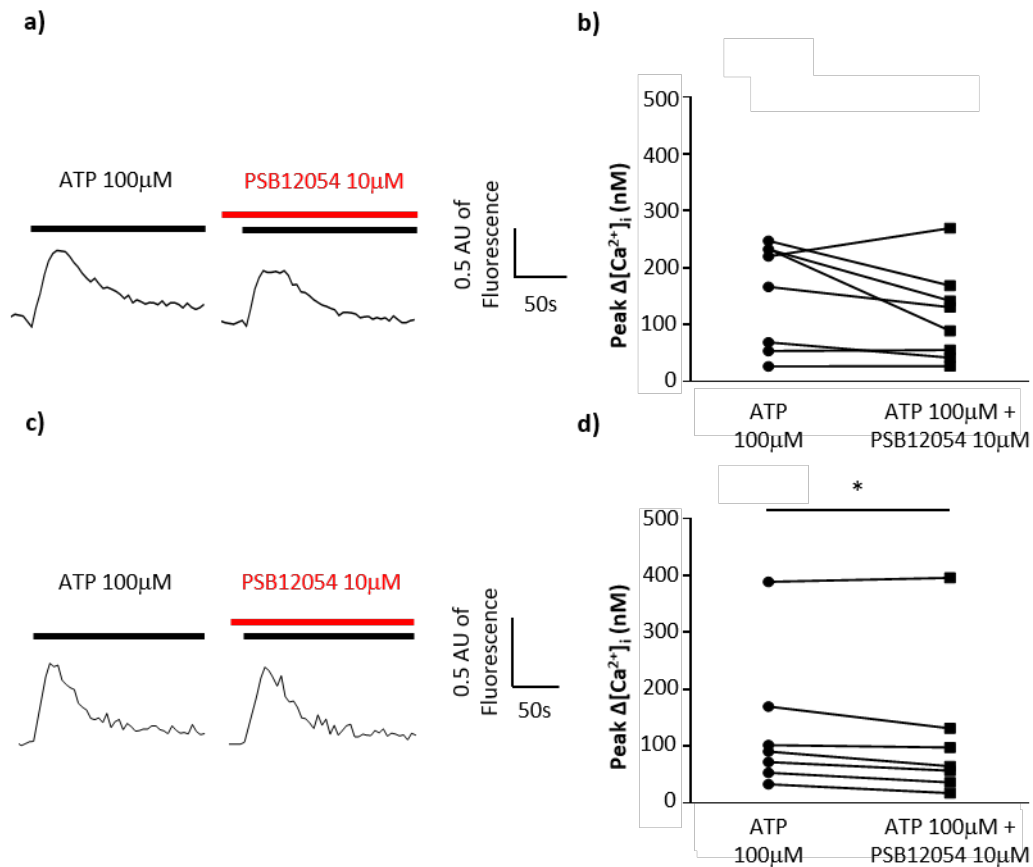 a)
ATP 100µM
PSB12054 10µM
0.5 AU of
Fluorescence
50s
b)
Peak Δ[Ca²⁺]ᵢ (nM)
500
400
300
200
100
0
ATP
100µM
ATP 100µM +
PSB12054 10µM
c)
ATP 100µM
PSB12054 10µM
0.5 AU of
Fluorescence
50s
d)
*
Peak Δ[Ca²⁺]ᵢ (nM)
500
400
300
200
100
0
ATP
100µM
ATP 100µM +
PSB12054 10µM